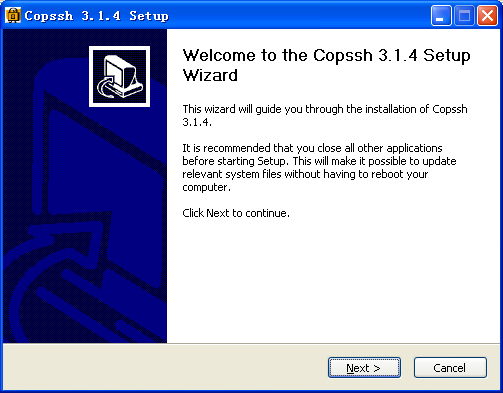 Copssh 3.1.4 Setup
Welcome to the Copssh 3.1.4 Setup
Wizard
This wizard will guide you through the installation of Copssh
3.1.4.
It is recommended that you close all other applications
before starting Setup. This will make it possible to update
relevant system files without having to reboot your
computer.
Click Next to continue.
Next >
Cancel